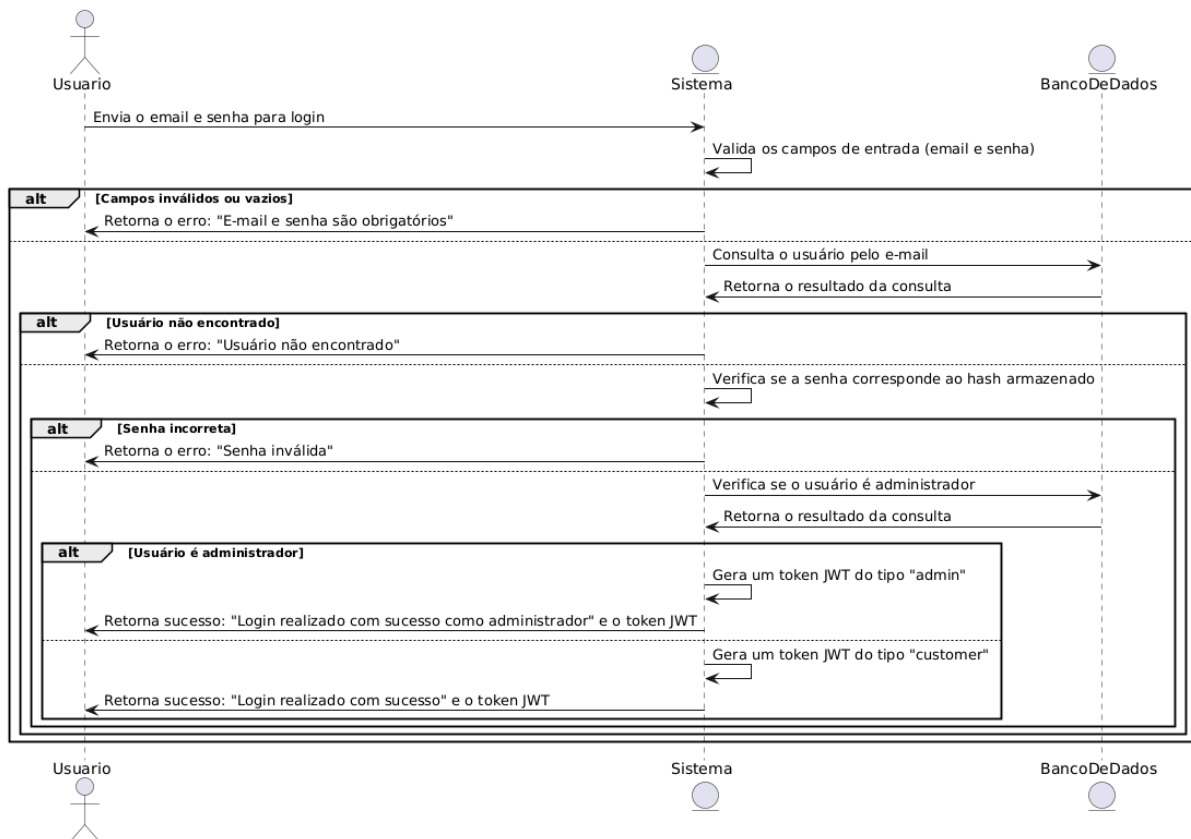 Usuario
Sistema
BancoDeDados
Envia o email e senha para login
Valida os campos de entrada (email e senha)
alt [Campos inválidos ou vazios]
Retorna o erro: "E-mail e senha são obrigatórios"
Consulta o usuário pelo e-mail
Retorna o resultado da consulta
alt [Usuário não encontrado]
Retorna o erro: "Usuário não encontrado"
Verifica se a senha corresponde ao hash armazenado
alt [Senha incorreta]
Retorna o erro: "Senha inválida"
Verifica se o usuário é administrador
Retorna o resultado da consulta
alt [Usuário é administrador]
Gera um token JWT do tipo "admin"
Retorna sucesso: "Login realizado com sucesso como administrador" e o token JWT
Gera um token JWT do tipo "customer"
Retorna sucesso: "Login realizado com sucesso" e o token JWT
Usuario
Sistema
BancoDeDados